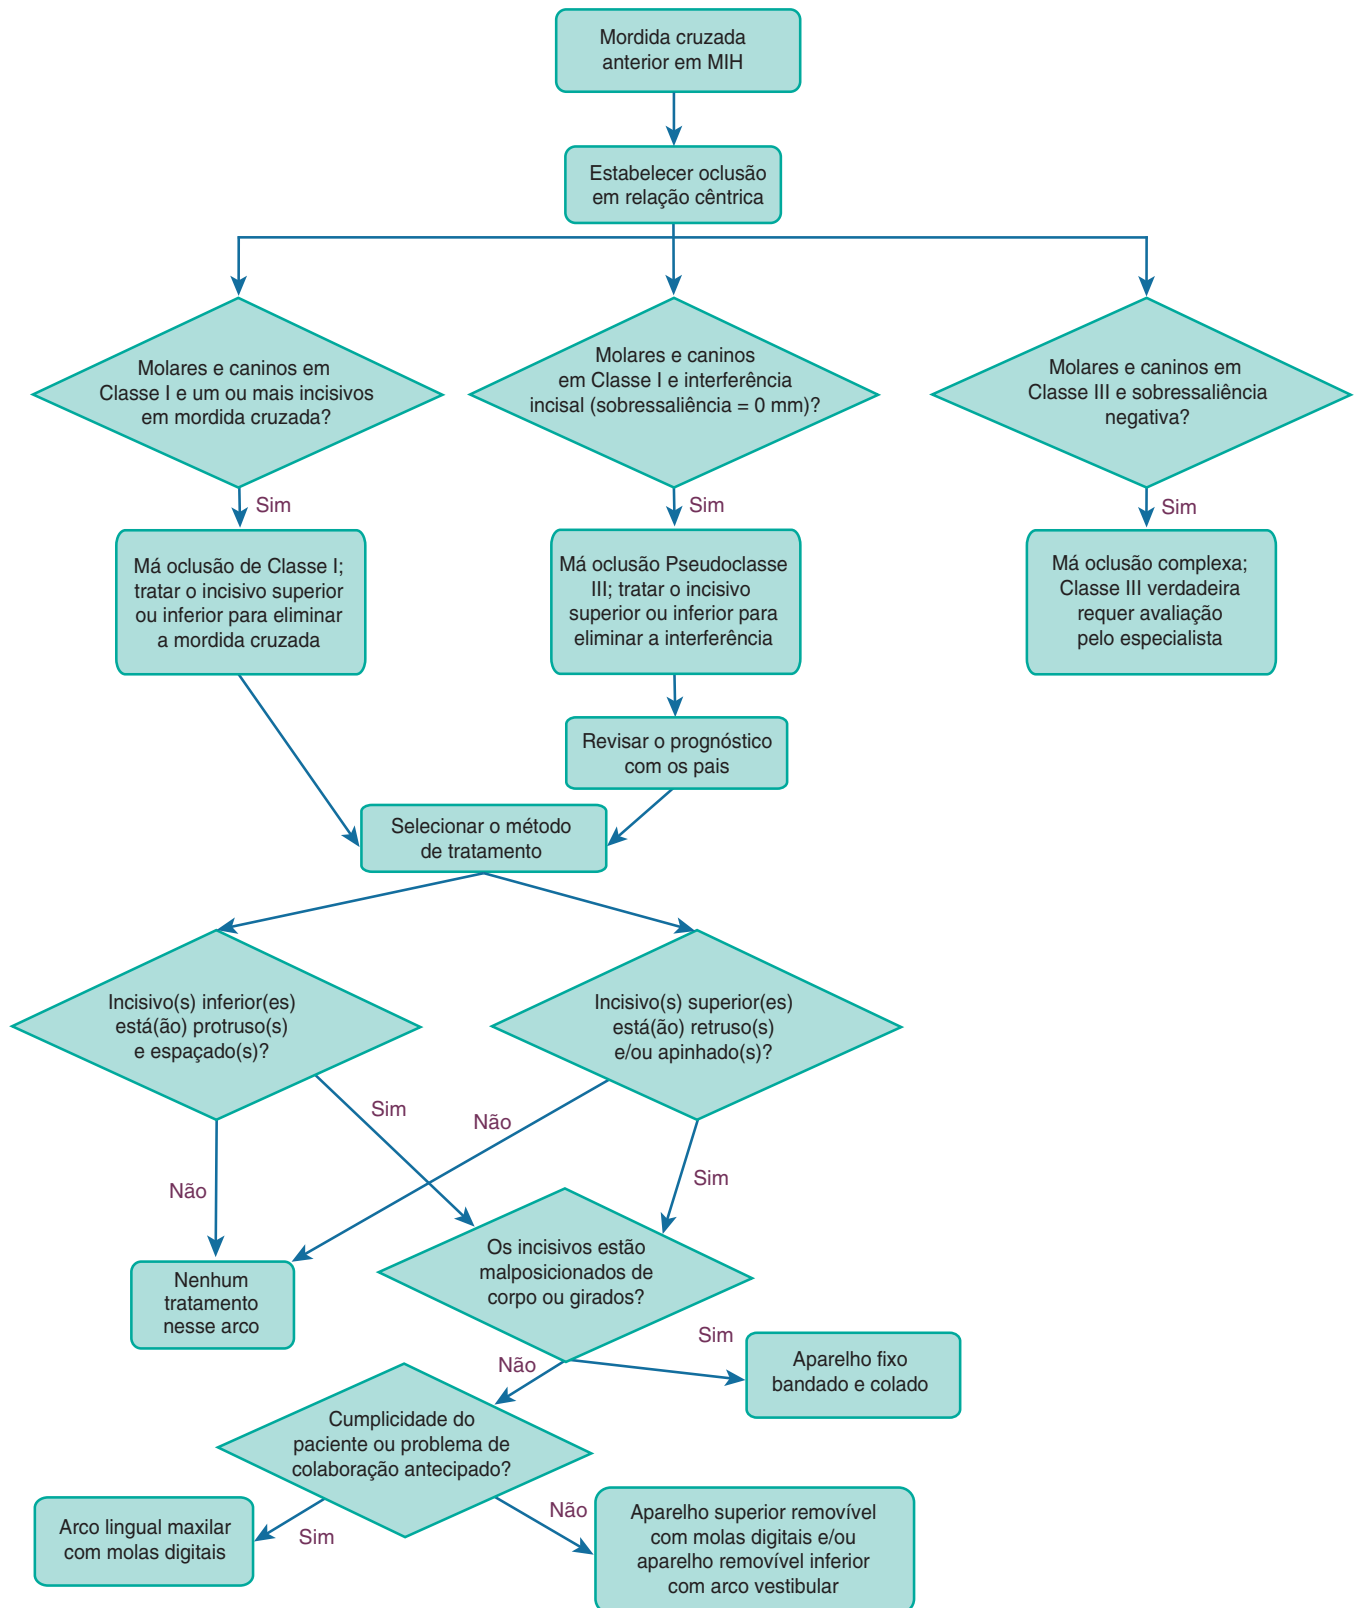 Mordida cruzada
anterior em MIH
Estabelecer oclusão
em relação cêntrica
Molares e caninos em
Classe I e um ou mais incisivos
em mordida cruzada?
Molares e caninos
em Classe I e interferência
incisal (sobressaliência = 0 mm)?
Molares e caninos em
Classe III e sobressaliência
negativa?
Sim
Sim
Sim
Má oclusão de Classe I;
tratar o incisivo superior
ou inferior para eliminar
a mordida cruzada
Má oclusão Pseudoclasse
III; tratar o incisivo
superior ou inferior para
eliminar a interferência
Má oclusão complexa;
Classe III verdadeira
requer avaliação
pelo especialista
Revisar o prognóstico
com os pais
Selecionar o método
de tratamento
Incisivo(s) inferior(es)
está(ão) protruso(s)
e espaçado(s)?
Incisivo(s) superior(es)
está(ão) retruso(s)
e/ou apinhado(s)?
Sim
Não
Sim
Não
Nenhum
tratamento
nesse arco
Os incisivos estão
malposicionados de
corpo ou girados?
Sim
Não
Aparelho fixo
bandado e colado
Cumplicidade do
paciente ou problema de
colaboração antecipado?
Sim
Não
Arco lingual maxilar
com molas digitais
Aparelho superior removível
com molas digitais e/ou
aparelho removível inferior
com arco vestibular